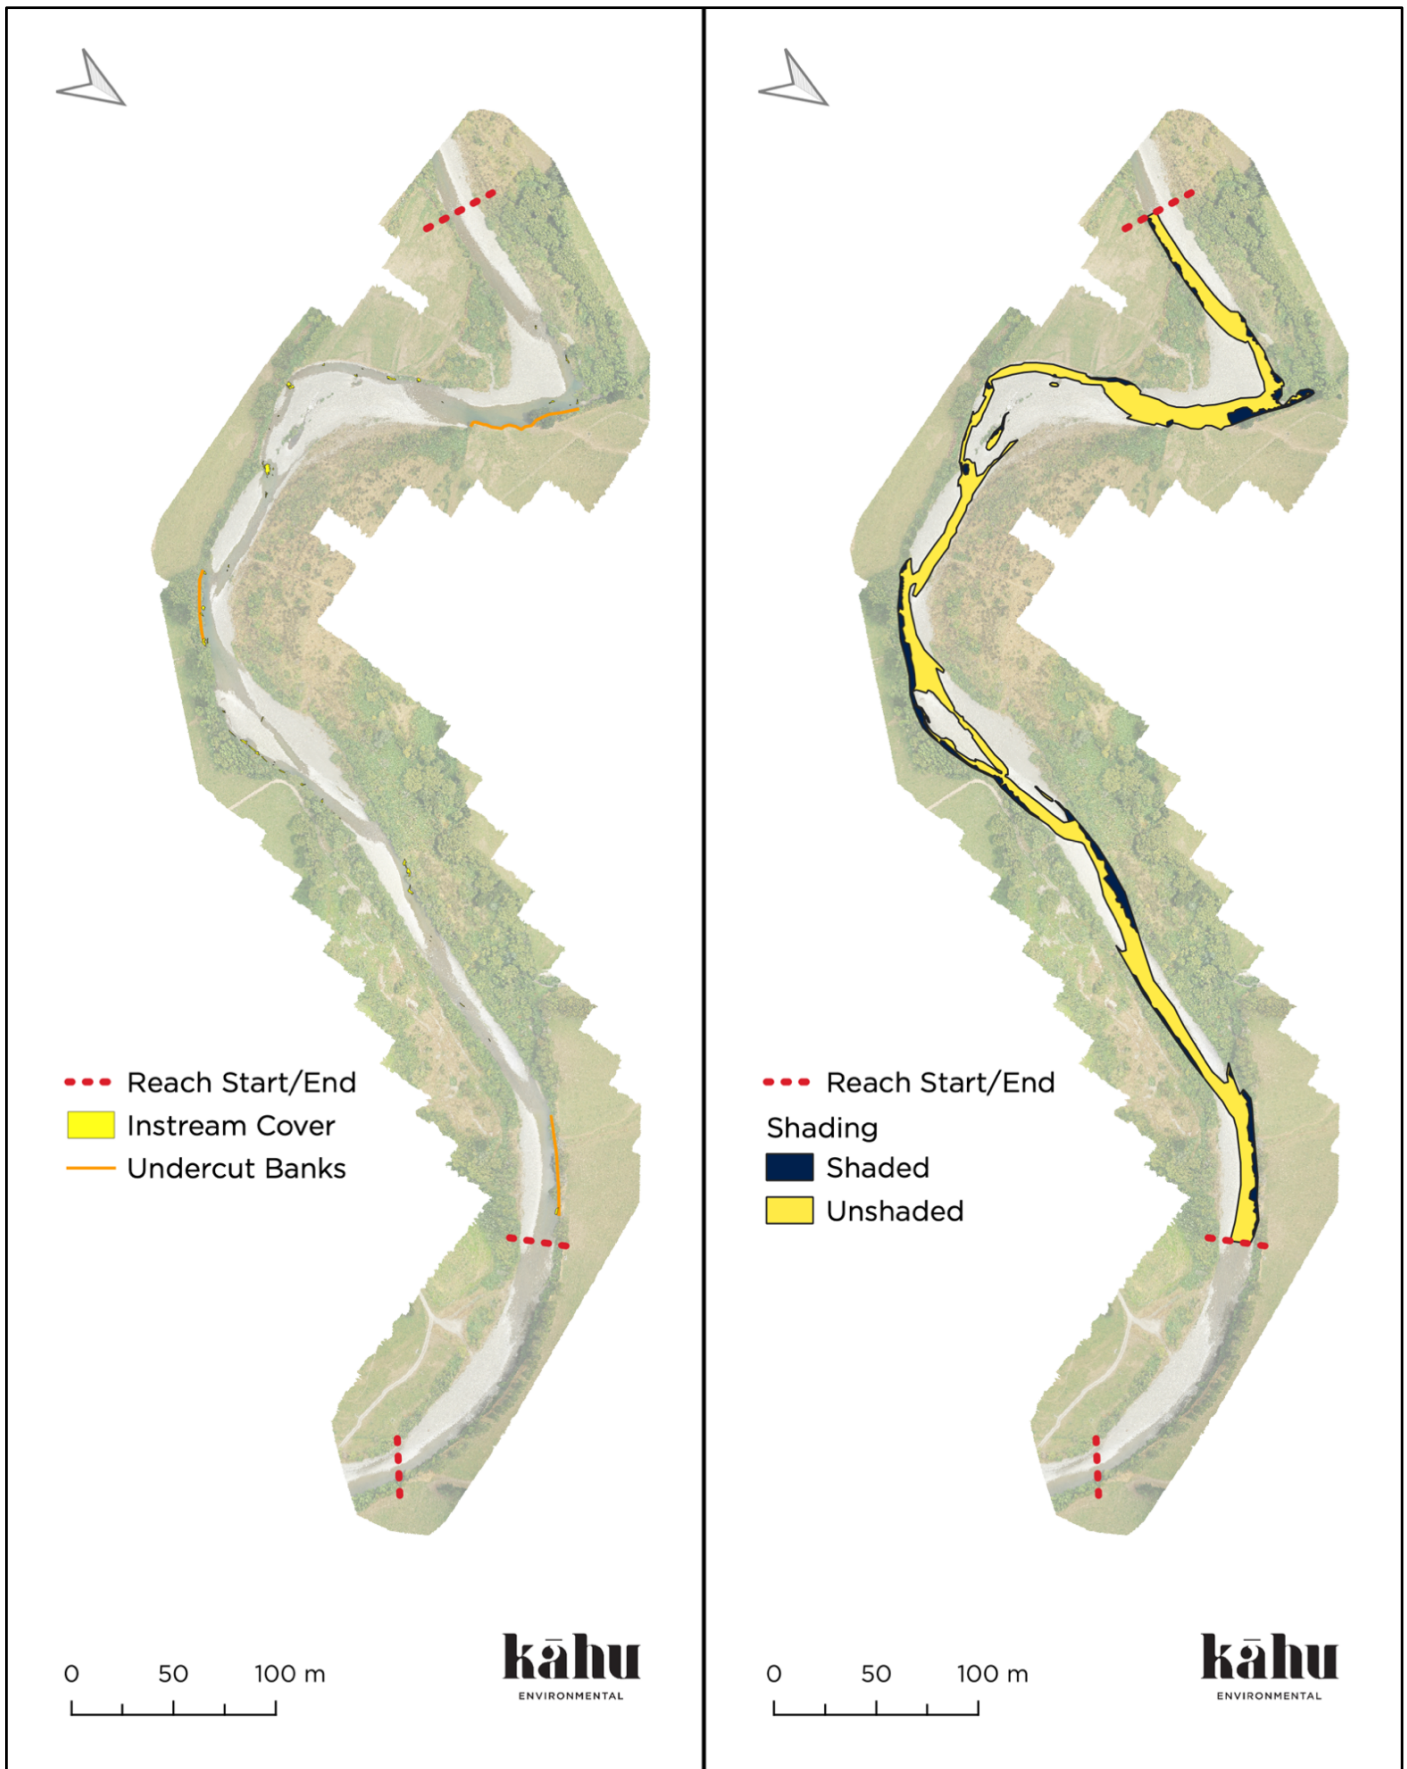 Reach Start/End
Instream Cover
Undercut Banks
0 50 100 m
kāhu
ENVIRONMENTAL
Reach Start/End
Shading
Shaded
Unshaded
0 50 100 m
kāhu
ENVIRONMENTAL